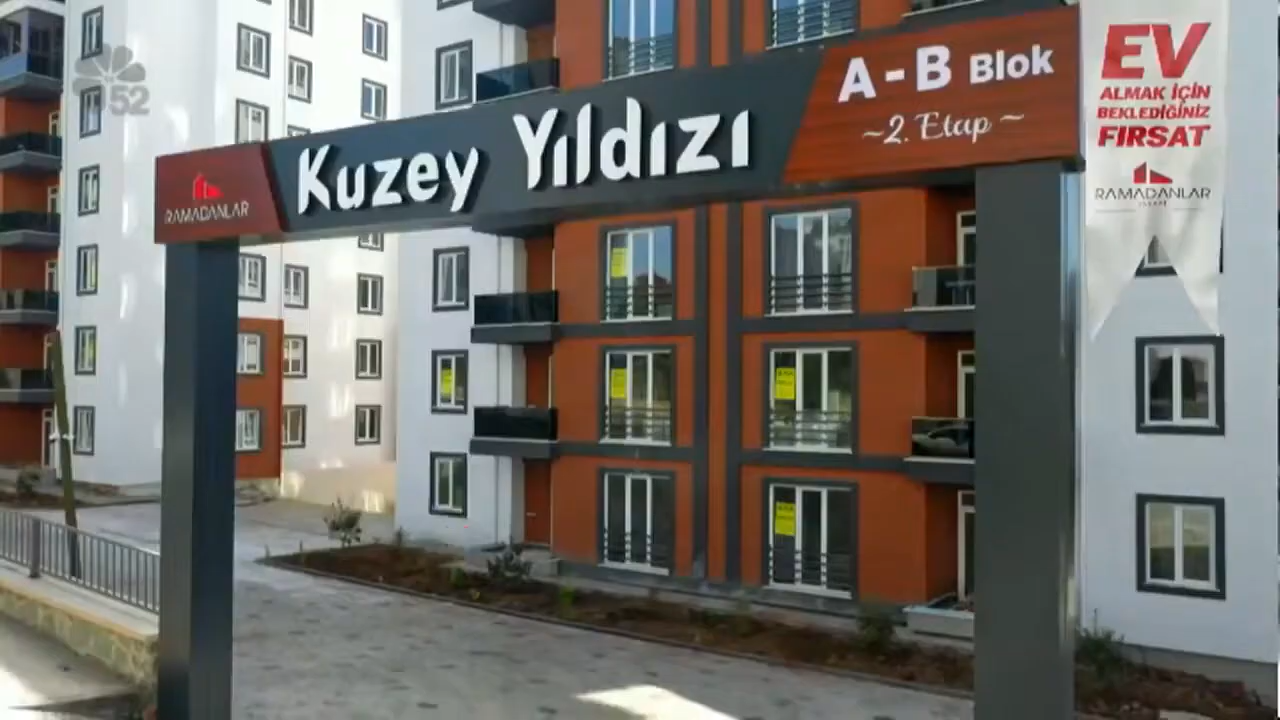 52
RAMADANLAR
Kuzey Yıldızı
A - B Blok
~2. Etap~
EV
ALMAK İÇİN
BEKLEDİĞİNİZ
FIRSAT
RAMADANLAR